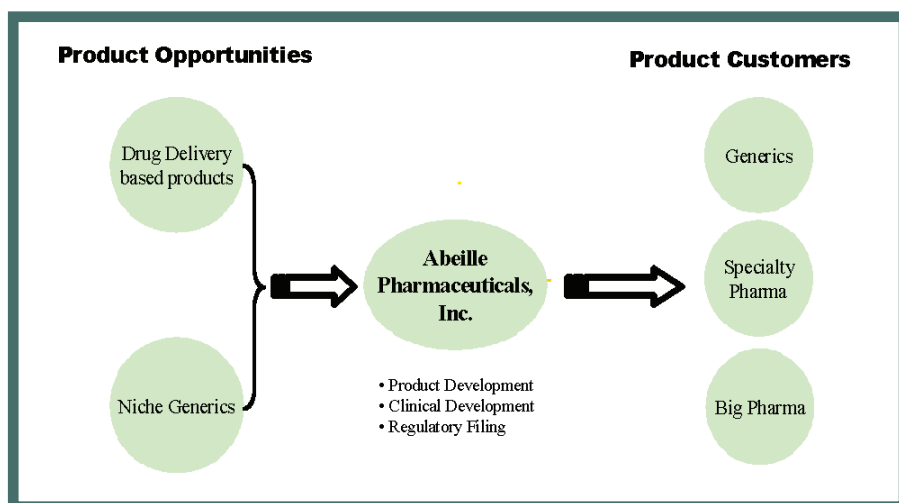 Product Opportunities
Product Customers
Drug Delivery
based products
Niche Generics
Abeille
Pharmaceuticals,
Inc.
• Product Development
• Clinical Development
• Regulatory Filing
Generics
Specialty
Pharma
Big Pharma